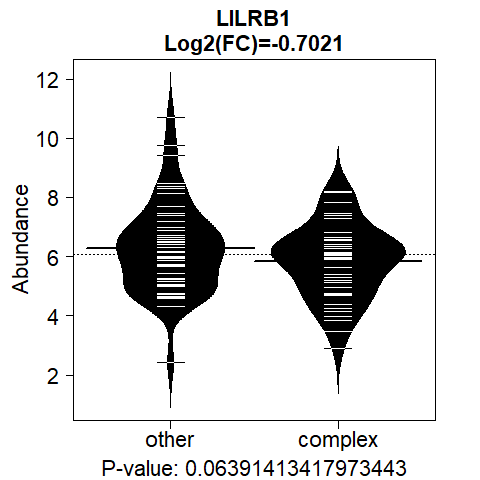 LILRB1
Log2(FC)=-0.7021
Abundance
12
10
8
6
4
2
other complex
P-value: 0.06391413417973443